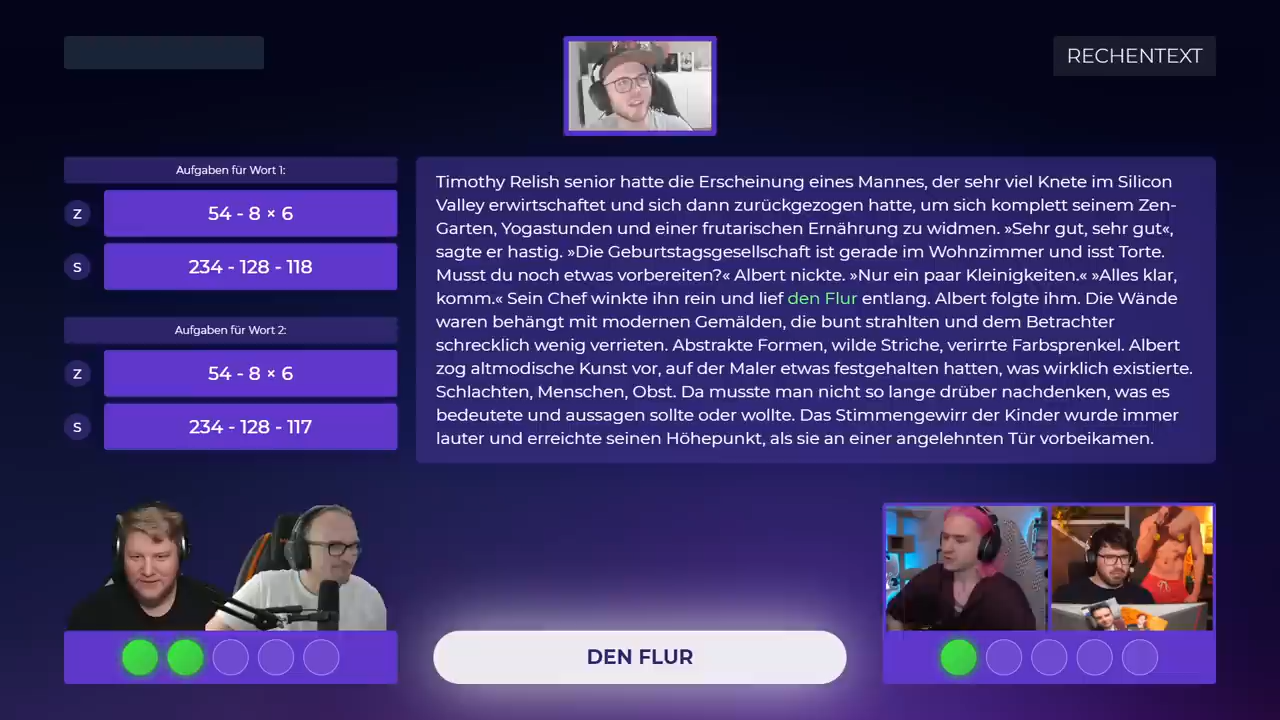 RECHENTEXT
Aufgaben für Wort 1:
Z
54 - 8 × 6
S
234 - 128 - 118
Aufgaben für Wort 2:
Z
54 - 8 × 6
S
234 - 128 - 117
Timothy Relish senior hatte die Erscheinung eines Mannes, der sehr viel Knete im Silicon
Valley erwirtschaftet und sich dann zurückgezogen hatte, um sich komplett seinem Zen-
Garten, Yogastunden und einer frutarischen Ernährung zu widmen. »Sehr gut, sehr gut«,
sagte er hastig. »Die Geburtstagsgesellschaft ist gerade im Wohnzimmer und isst Torte.
Musst du noch etwas vorbereiten?« Albert nickte. »Nur ein paar Kleinigkeiten.« »Alles klar,
komm.« Sein Chef winkte ihn rein und lief den Flur entlang. Albert folgte ihm. Die Wände
waren behängt mit modernen Gemälden, die bunt strahlten und dem Betrachter
schrecklich wenig verrieten. Abstrakte Formen, wilde Striche, verirrte Farbsprenkel. Albert
zog altmodische Kunst vor, auf der Maler etwas festgehalten hatten, was wirklich existierte.
Schlachten, Menschen, Obst. Da musste man nicht so lange drüber nachdenken, was es
bedeutete und aussagen sollte oder wollte. Das Stimmengewirr der Kinder wurde immer
lauter und erreichte seinen Höhepunkt, als sie an einer angelehnten Tür vorbeikamen.
DEN FLUR